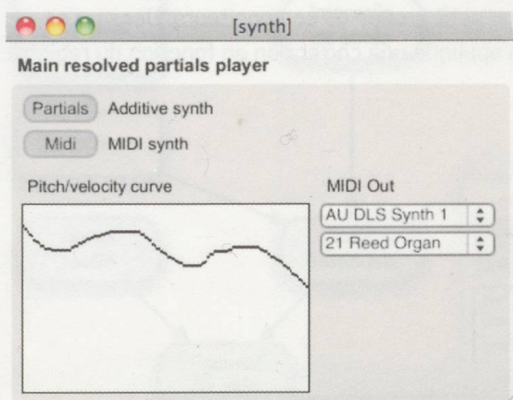 [synth]
Main resolved partials player
Partials Additive synth
Midi MIDI synth
Pitch/velocity curve
MIDI Out
AU DLS Synth 1
21 Reed Organ